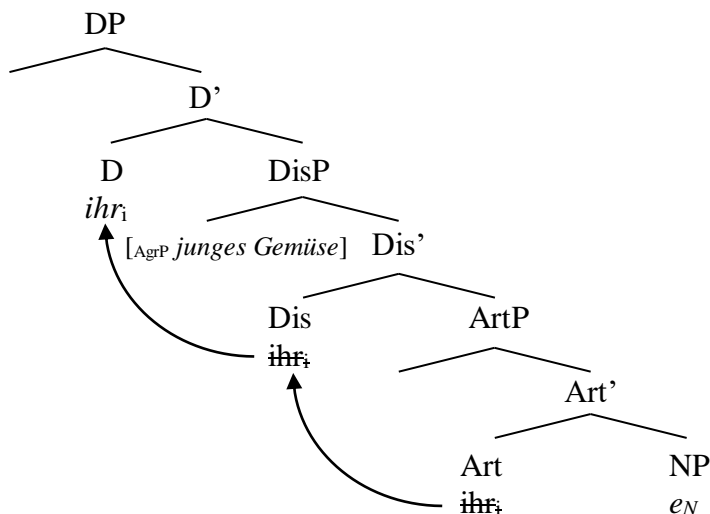 DP
D’
D DisP
ihrᵢ
[AgrP junges Gemüse] Dis’
Dis ArtP
ihrᵢ
Art’
Art NP
ihrᵢ eN